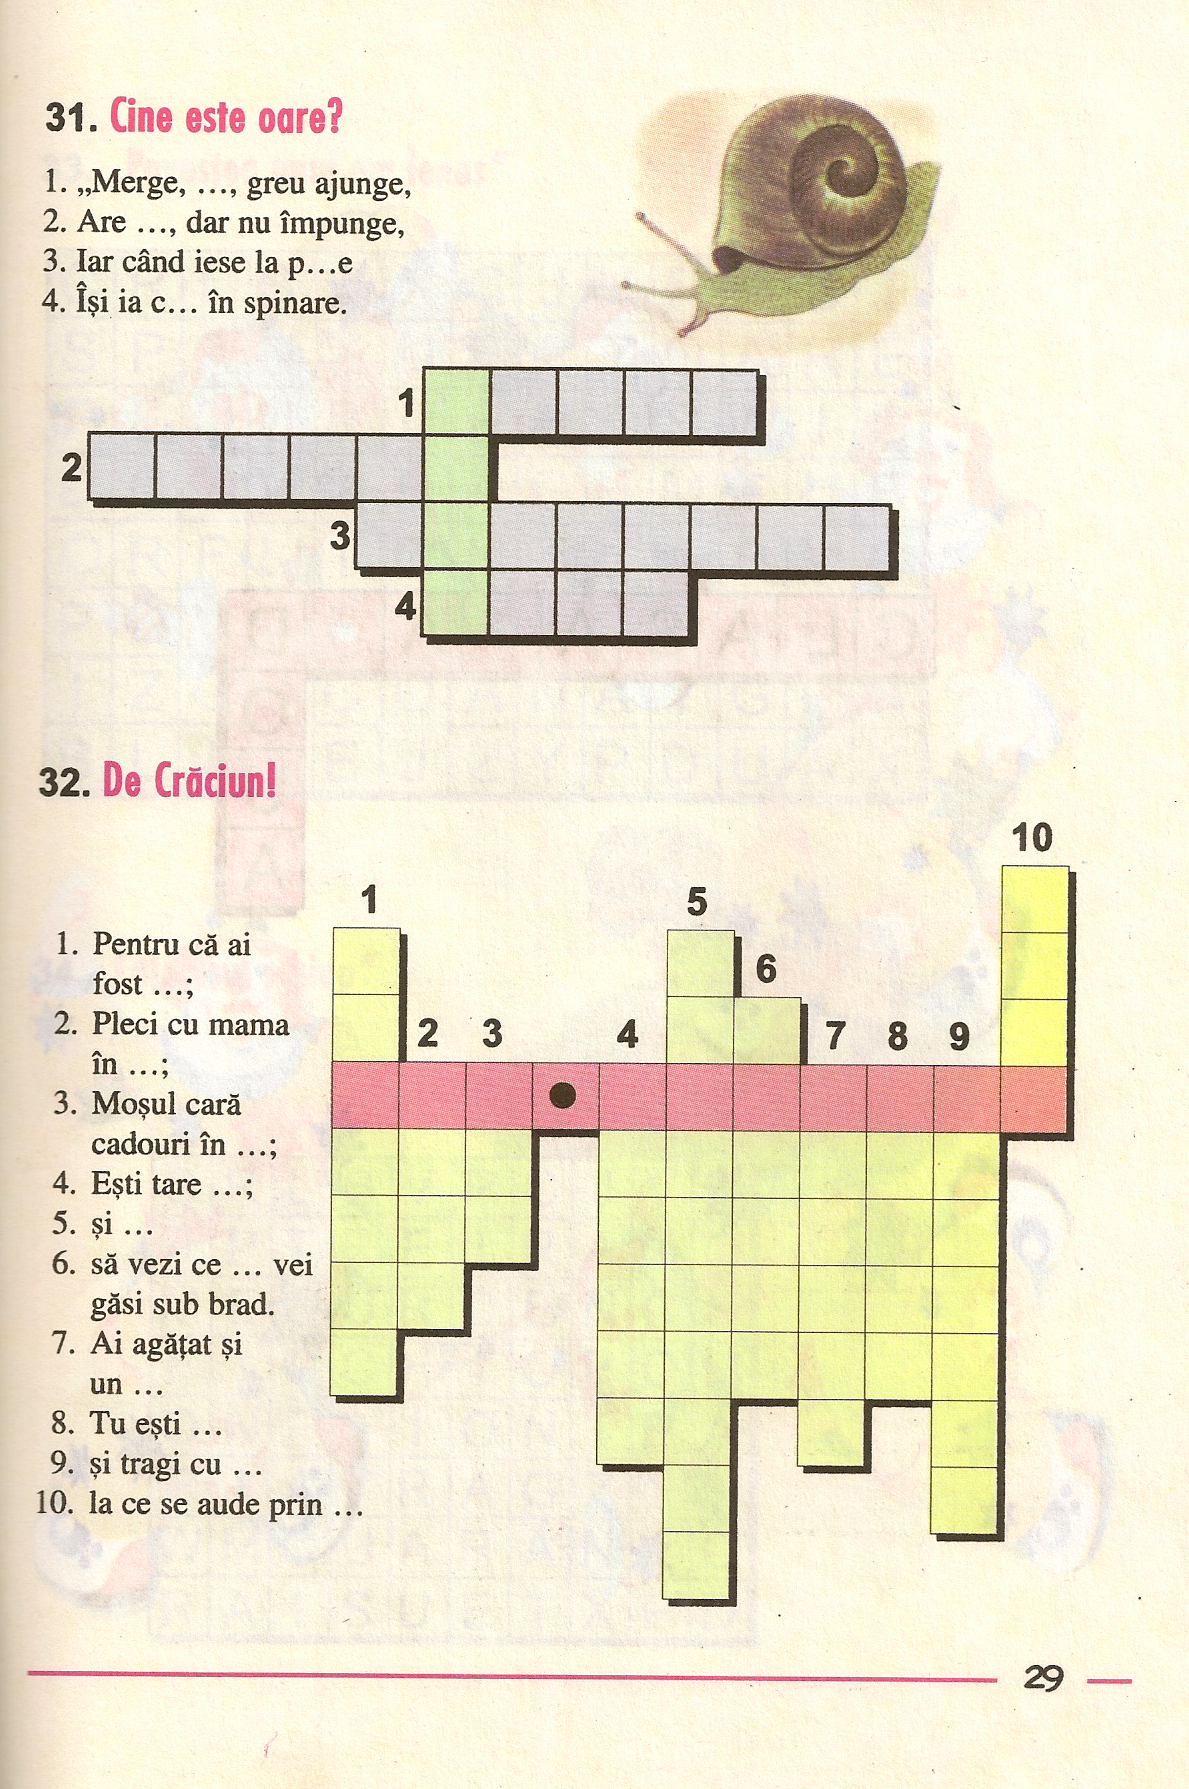 31. Cine este oare?
1. „Merge, ..., greu ajunge,
2. Are ..., dar nu împunge,
3. Iar când iese la p...e
4. Își ia c... în spinare.
1
2
3
4
32. De Crăciun!
10
1
5
6
2 3 4 7 8 9
1. Pentru că ai
fost ...;
2. Pleci cu mama
în ...;
3. Moșul cară
cadouri în ...;
4. Ești tare ...;
5. și ...
6. să vezi ce ... vei
găsi sub brad.
7. Ai agățat și
un ...
8. Tu ești ...
9. și tragi cu ...
10. la ce se aude prin ...
29